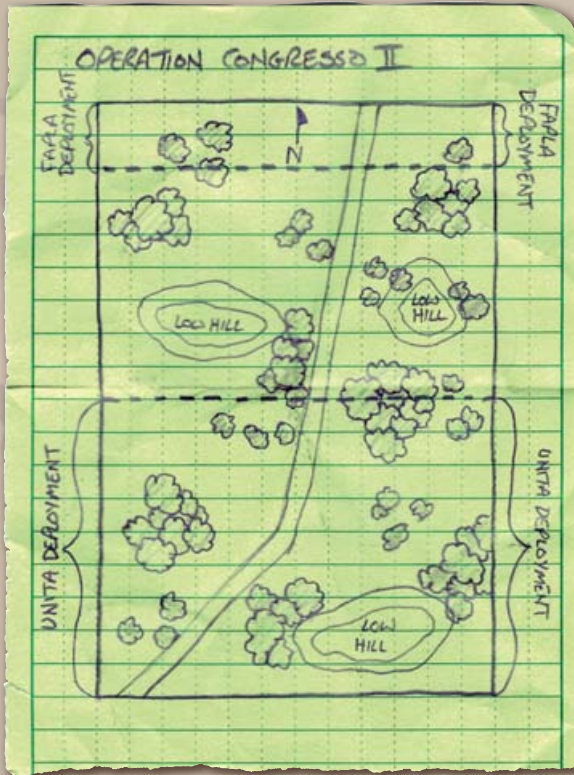 OPERATION CONGRESSO II
FAPLA
DEPLOYMENT
FAPLA
DEPLOYMENT
N
LOW HILL
LOW
HILL
UNITA DEPLOYMENT
UNITA DEPLOYMENT
LOW
HILL